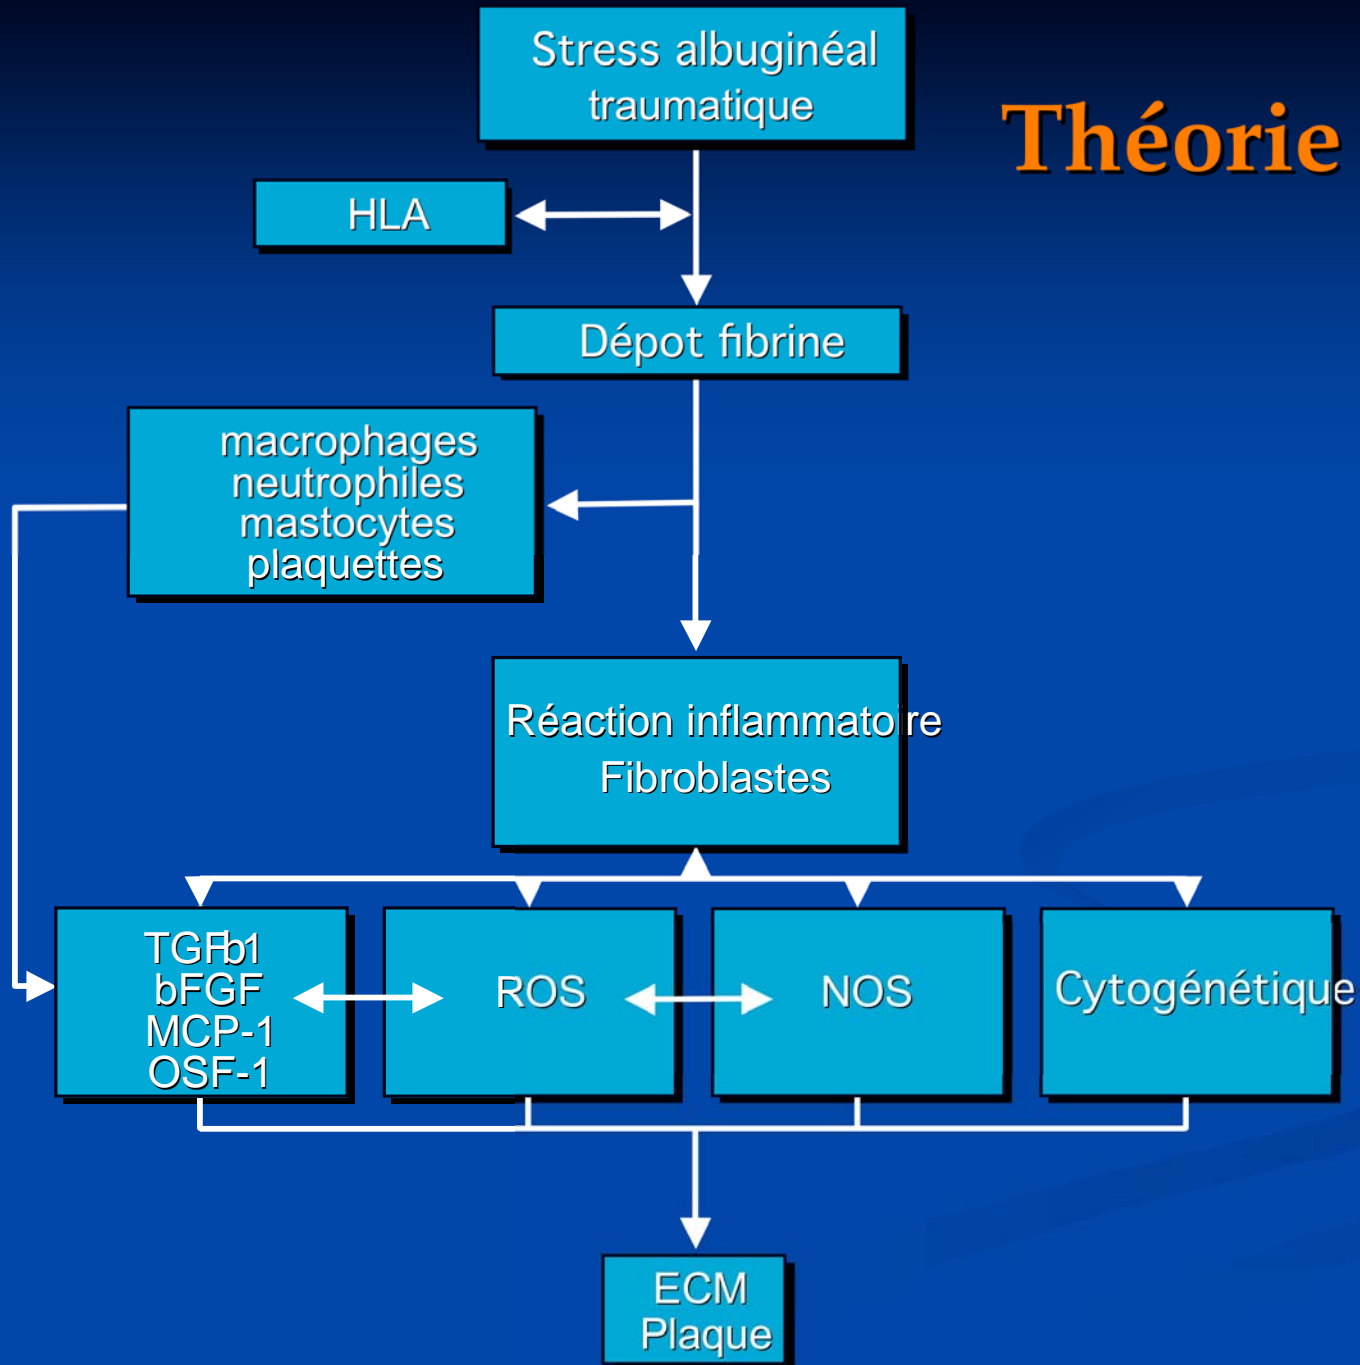 Stress albuginéal
traumatique
Théorie
HLA
Dépot fibrine
macrophages
neutrophiles
mastocytes
plaquettes
Réaction inflammatoire
Fibroblastes
TGFb1
bFGF
MCP-1
OSF-1
ROS
NOS
Cytogénétique
ECM
Plaque